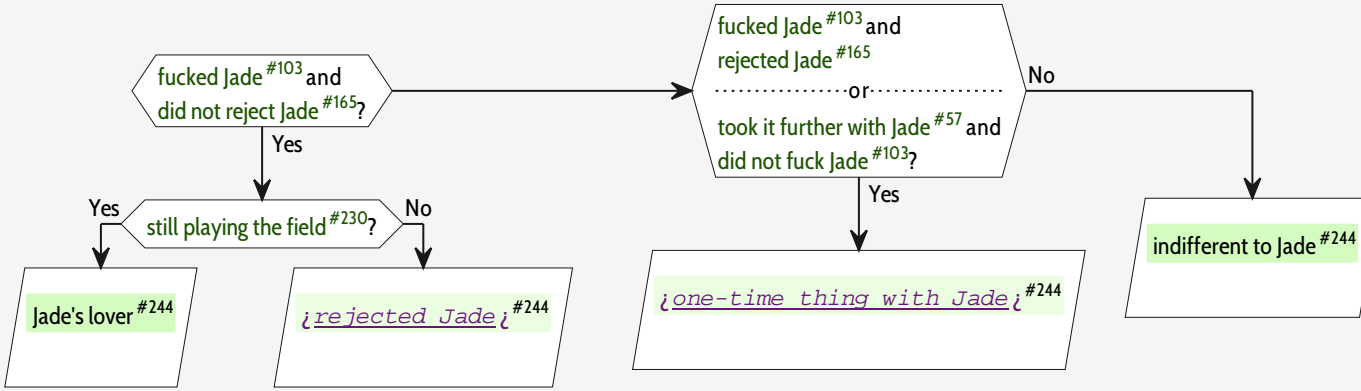 fucked Jade #103 and
did not reject Jade #165?
Yes
still playing the field #230?
Yes
No
Jade's lover #244
¿rejected Jade¿ #244
fucked Jade #103 and
rejected Jade #165
or
took it further with Jade #57 and
did not fuck Jade #103?
Yes
No
¿one-time thing with Jade¿ #244
indifferent to Jade #244